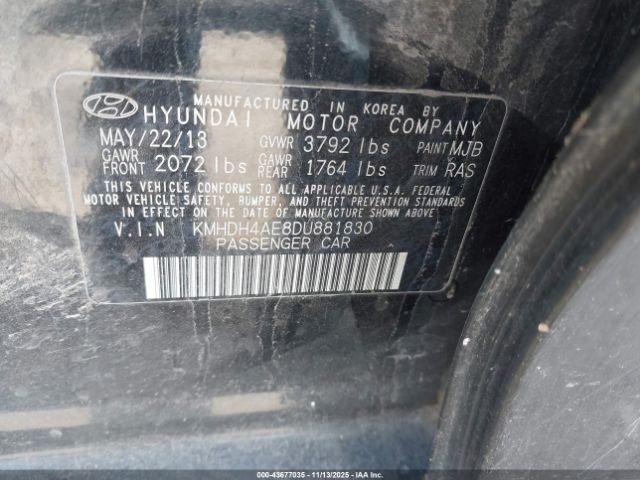 MANUFACTURED IN KOREA BY
HYUNDAI MOTOR COMPANY
MAY/22/13 GVWR 3792 lbs PAINT MJB
GAWR FRONT 2072 lbs GAWR REAR 1764 lbs TRIM RAS
THIS VEHICLE CONFORMS TO ALL APPLICABLE U.S.A. FEDERAL
MOTOR VEHICLE SAFETY, BUMPER, AND THEFT PREVENTION STANDARDS
IN EFFECT ON THE DATE OF MANUFACTURE SHOWN ABOVE.
V.I.N KMHDH4AE8DU881830
PASSENGER CAR
000-43677035 - 11/13/2025 - IAA